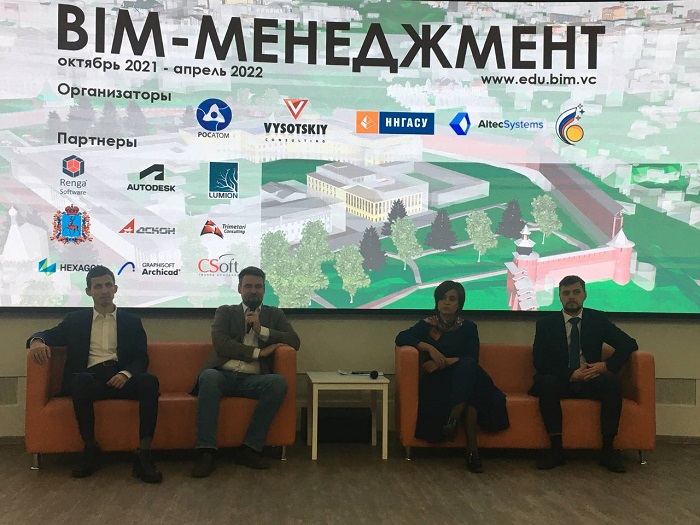 BIM-МЕНЕДЖМЕНТ
октябрь 2021 - апрель 2022
www.edu.bim.vc
Организаторы
РОСАТОМ
VYSOTSKIY
CONSULTING
ННГАСУ
AltecSystems
Партнеры
Renga
Software
AUTODESK
LUMION
АСКОН
Trimetari
Consulting
HEXAGON
GRAPHISOFT
Archicad
CSoft